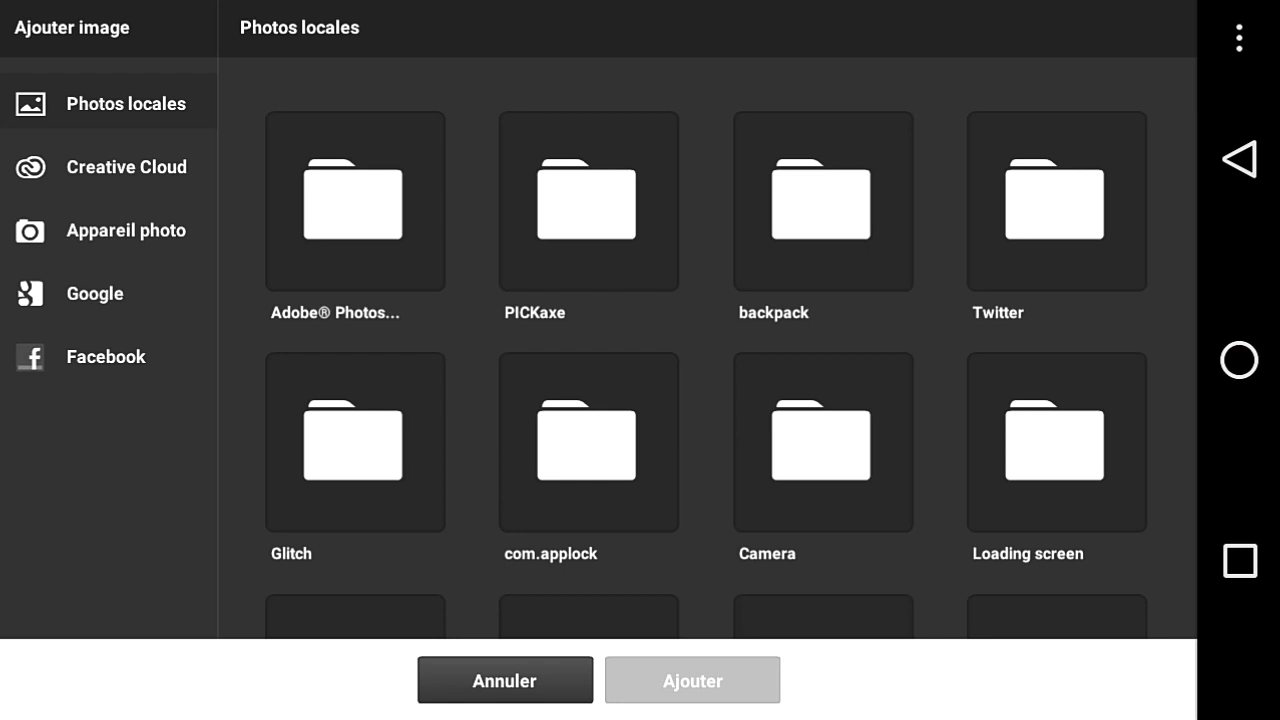 Ajouter image
Photos locales
Photos locales
Creative Cloud
Appareil photo
Google
Facebook
Adobe® Photos...
PICKaxe
backpack
Twitter
Glitch
com.applock
Camera
Loading screen
Annuler
Ajouter